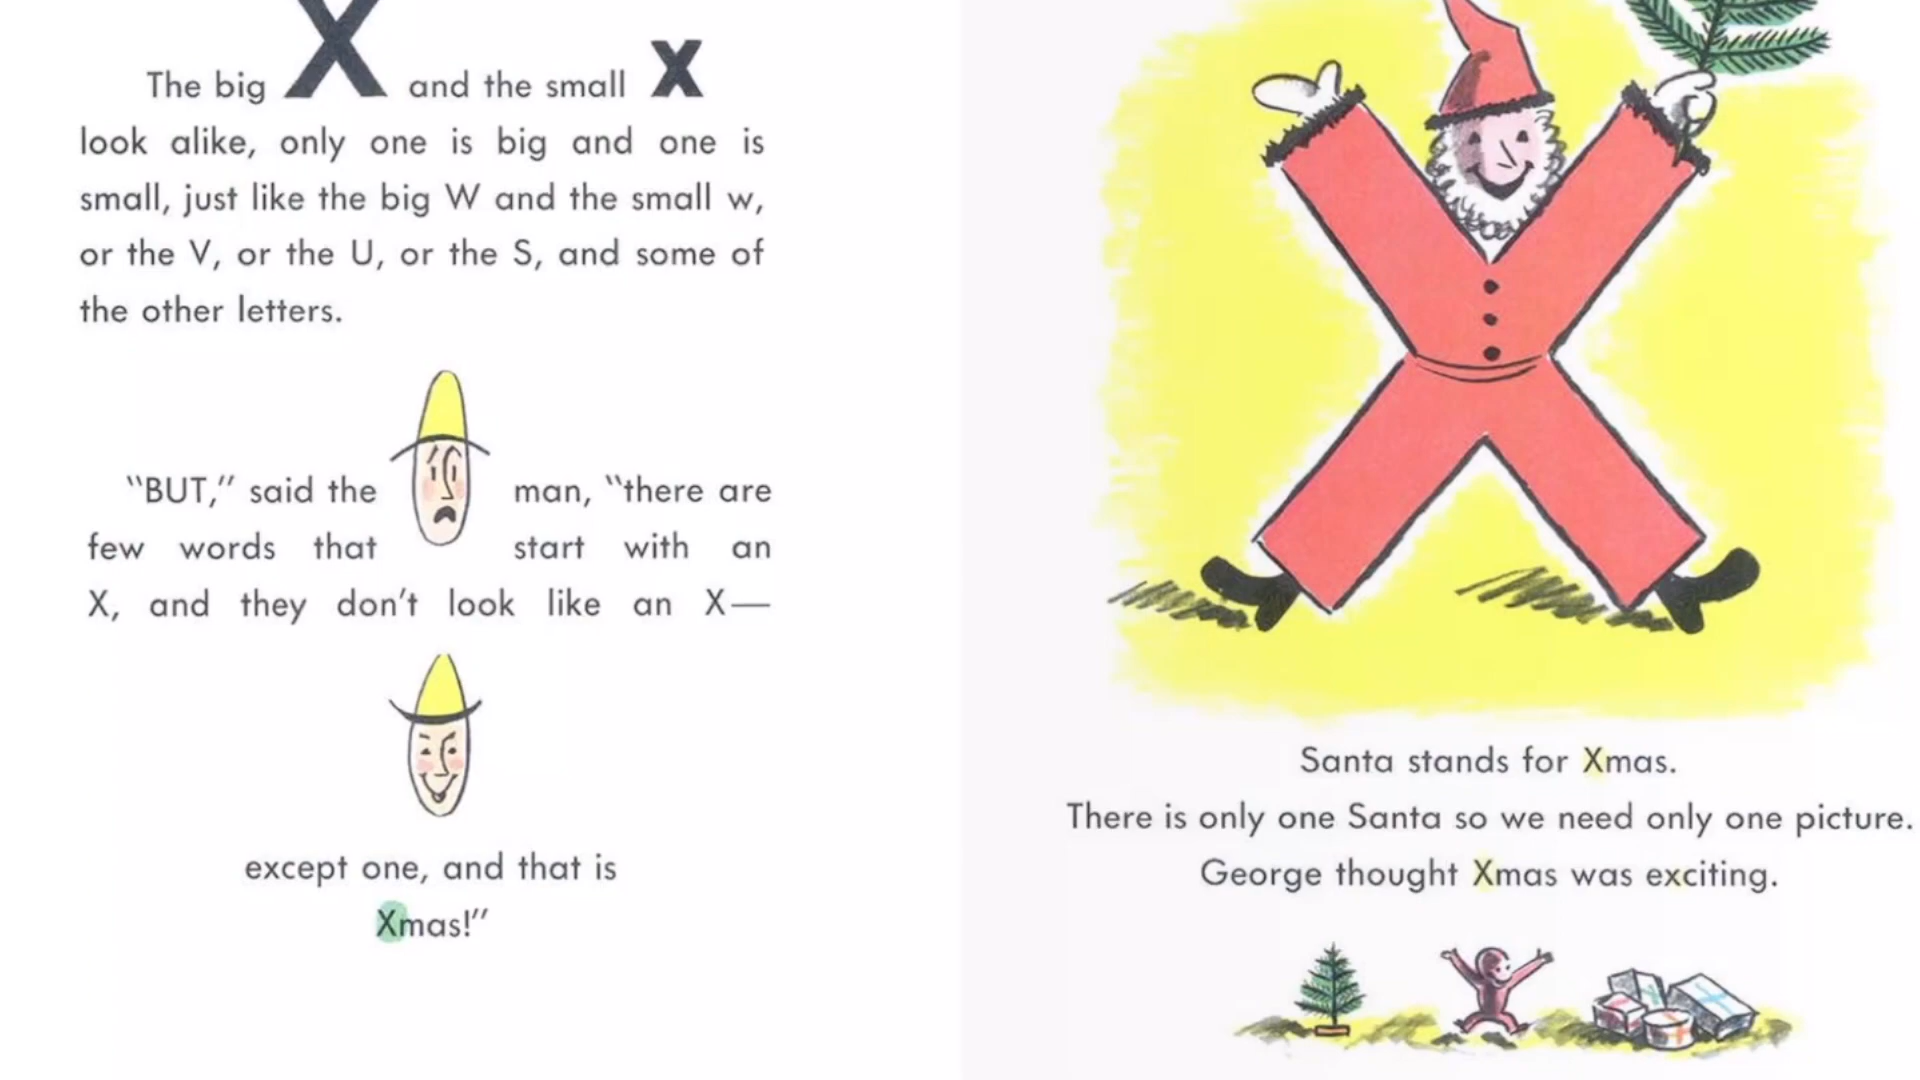 The big X and the small x
look alike, only one is big and one is
small, just like the big W and the small w,
or the V, or the U, or the S, and some of
the other letters.
“BUT,” said the man, “there are
few words that start with an
X, and they don’t look like an X—
except one, and that is
Xmas!”
Santa stands for Xmas.
There is only one Santa so we need only one picture.
George thought Xmas was exciting.